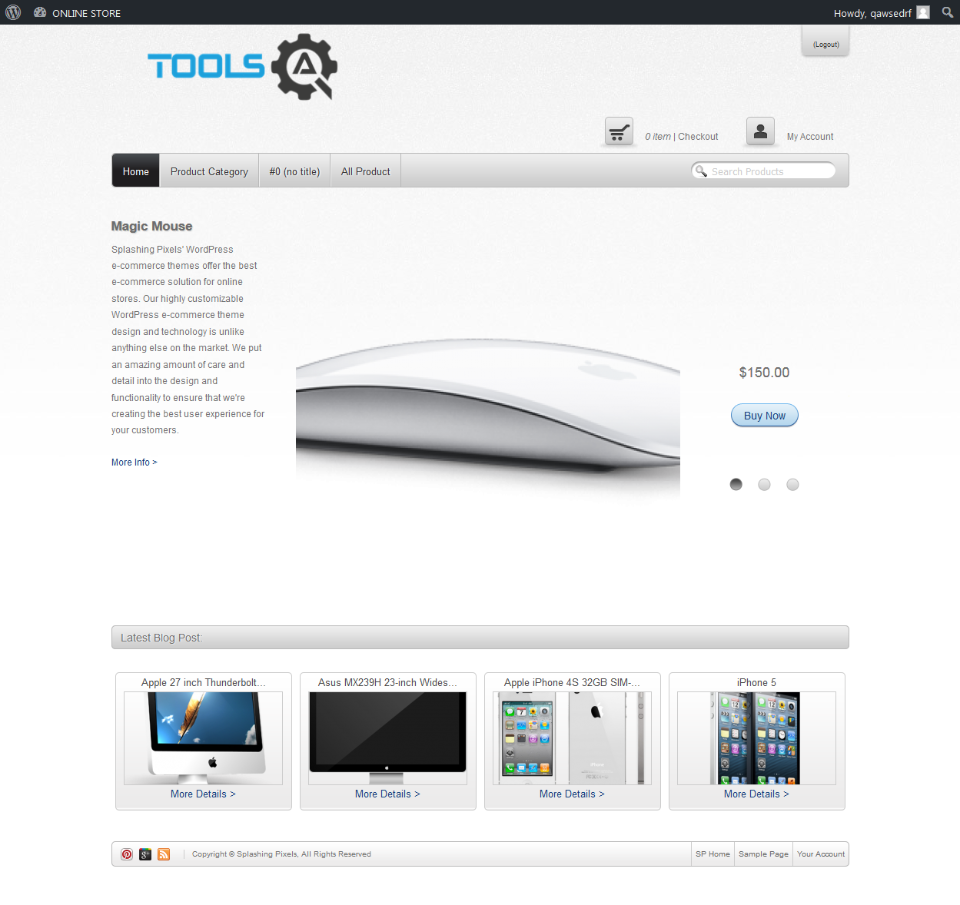 ONLINE STORE
Howdy, qawsedrf
(Logout)
TOOLS QA
0 item | Checkout
My Account
Home
Product Category
#0 (no title)
All Product
Search Products
Magic Mouse
Splashing Pixels' WordPress
e-commerce themes offer the best
e-commerce solution for online
stores. Our highly customizable
WordPress e-commerce theme
design and technology is unlike
anything else on the market. We put
an amazing amount of care and
detail into the design and
functionality to ensure that we're
creating the best user experience for
your customers.
More Info >
$150.00
Buy Now
Latest Blog Post
Apple 27 inch Thunderbolt...
Asus MX239H 23-inch Wides...
Apple iPhone 4S 32GB SIM-...
iPhone 5
More Details >
More Details >
More Details >
More Details >
Copyright © Splashing Pixels, All Rights Reserved
SP Home
Sample Page
Your Account